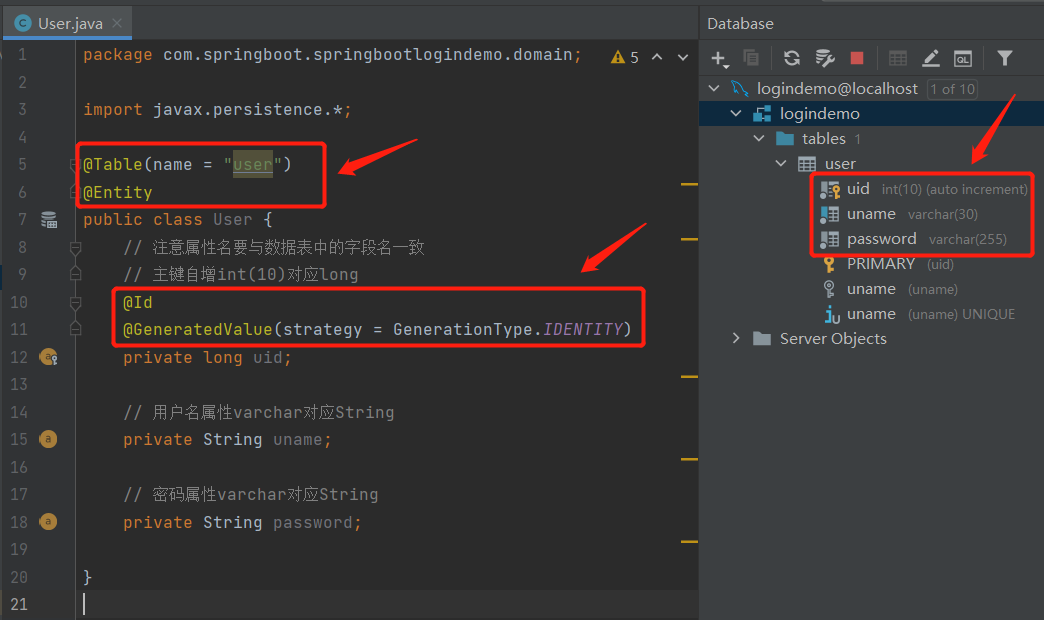 User.java
1 package com.springboot.springbootlogindemo.domain; 5
2
3 import javax.persistence.*;
4
5 @Table(name = "user")
6 @Entity
7 public class User {
8 // 注意属性名要与数据表中的字段名一致
9 // 主键自增int(10)对应long
10 @Id
11 @GeneratedValue(strategy = GenerationType.IDENTITY)
12 private long uid;
13
14 // 用户名属性varchar对应String
15 private String uname;
16
17 // 密码属性varchar对应String
18 private String password;
19
20 }
21
Database
QL
logindemo@localhost 1 of 10
logindemo
tables 1
user
uid int(10) (auto increment)
uname varchar(30)
password varchar(255)
PRIMARY (uid)
uname (uname)
uname (uname) UNIQUE
Server Objects